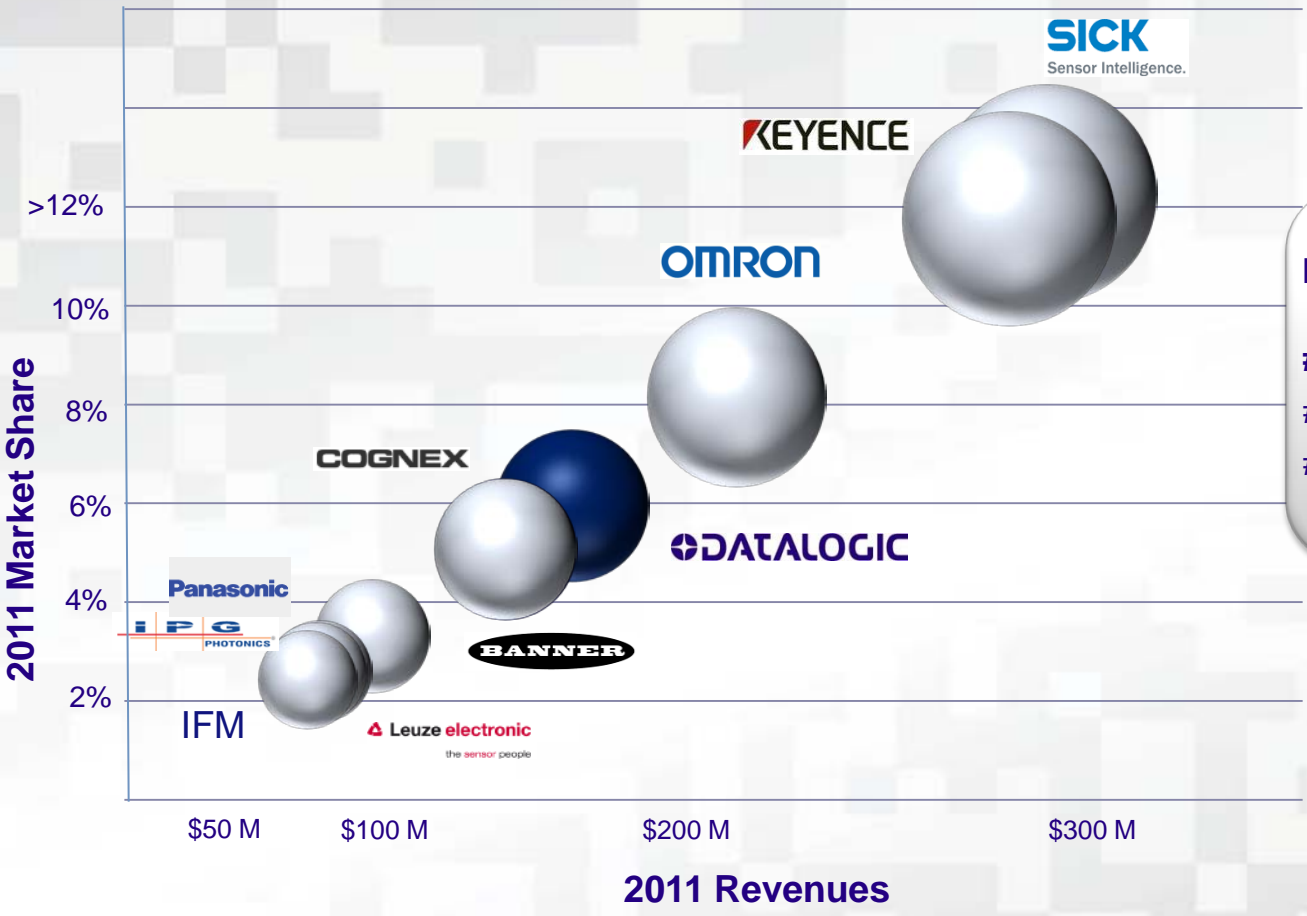 SICK
Sensor Intelligence.
KEYENCE
>12%
OMRON
10%
8%
COGNEX
6%
DATALOGIC
Panasonic
4%
IPG
PHOTONICS
BANNER
2%
IFM
Leuze electronic
the sensor people
2011 Market Share
$50 M
$100 M
$200 M
$300 M
2011 Revenues